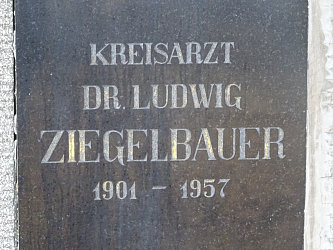 KREISARZT
DR. LUDWIG
ZIEGELBAUER
1901 – 1957